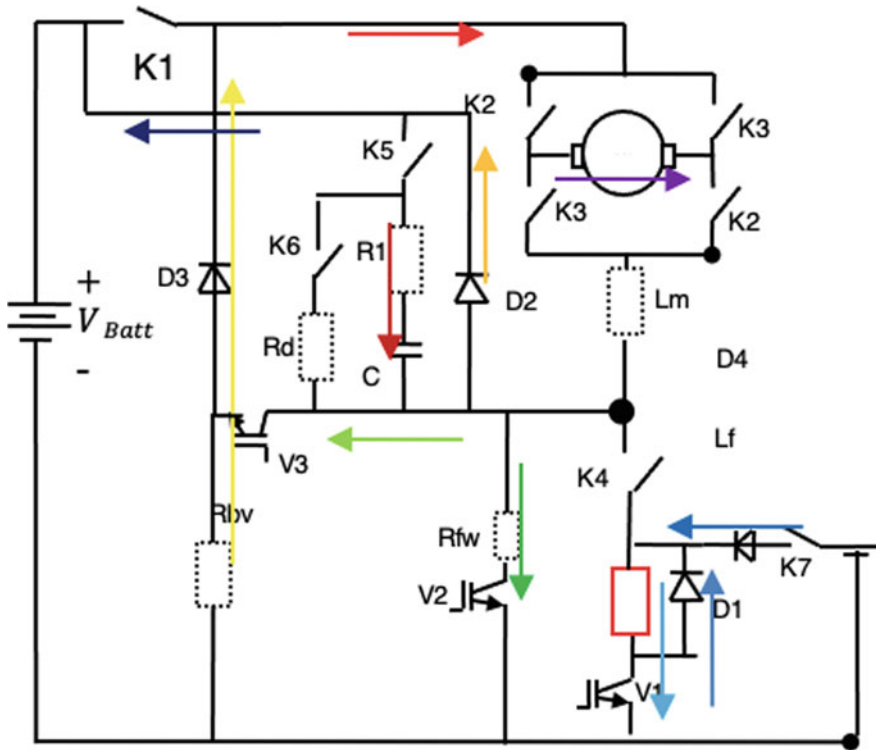 K1
K2
K3
K5
K3
K2
K6
R1
D3
D2
Lm
+
V Batt
-
Rd
C
D4
V3
Lf
K4
Rbv
Rfw
K7
V2
D1
V1